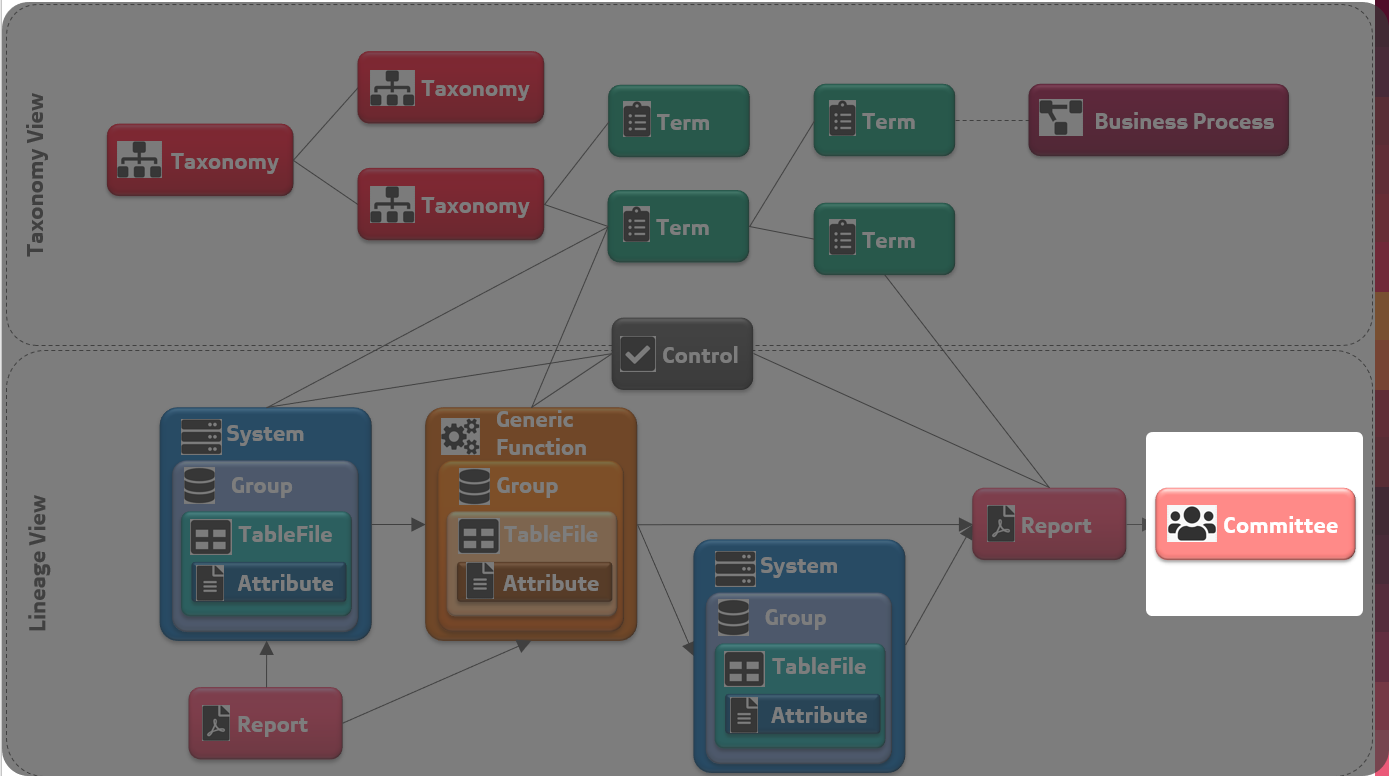 Taxonomy View
Taxonomy
Taxonomy
Taxonomy
Term
Term
Term
Term
Business Process
Control
Lineage View
System
Group
TableFile
Attribute
Generic
Function
Group
TableFile
Attribute
System
Group
TableFile
Attribute
Report
Report
Committee